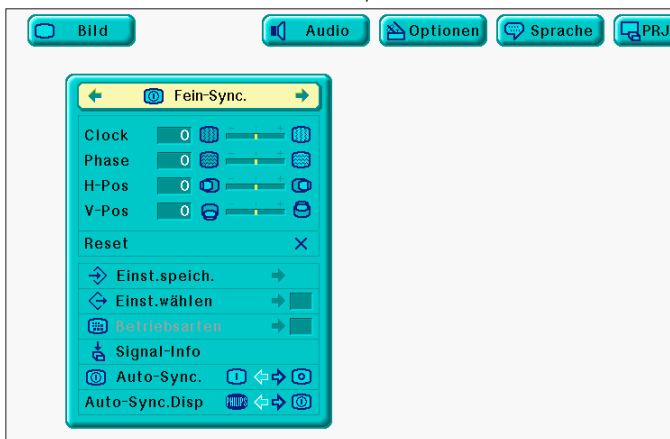 Bild
Audio
Optionen
Sprache
PRJ
Fein-Sync.
Clock 0
Phase 0
H-Pos 0
V-Pos 0
Reset
Einst.speich.
Einst.wählen
Betriebsarten
Signal-Info
Auto-Sync.
Auto-Sync.Disp PHILIPS